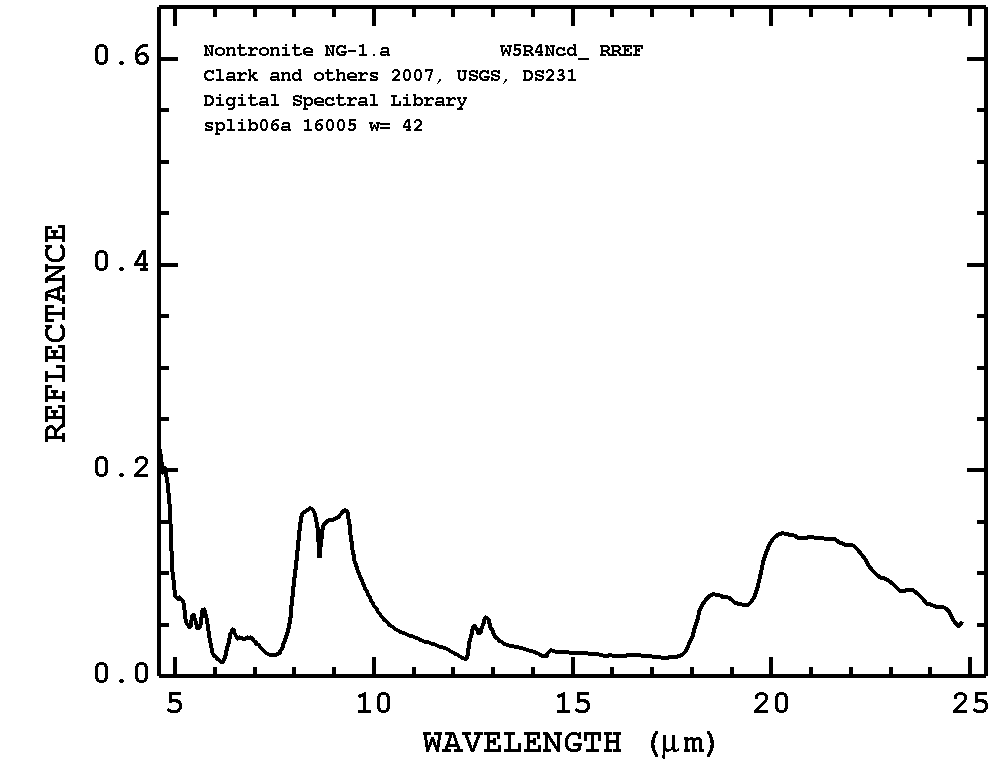 Nontronite NG-1.a W5R4Ncd_ RREF
Clark and others 2007, USGS, DS231
Digital Spectral Library
splib06a 16005 w= 42
REFLECTANCE
0.6
0.4
0.2
0.0
5 10 15 20 25
WAVELENGTH (μm)